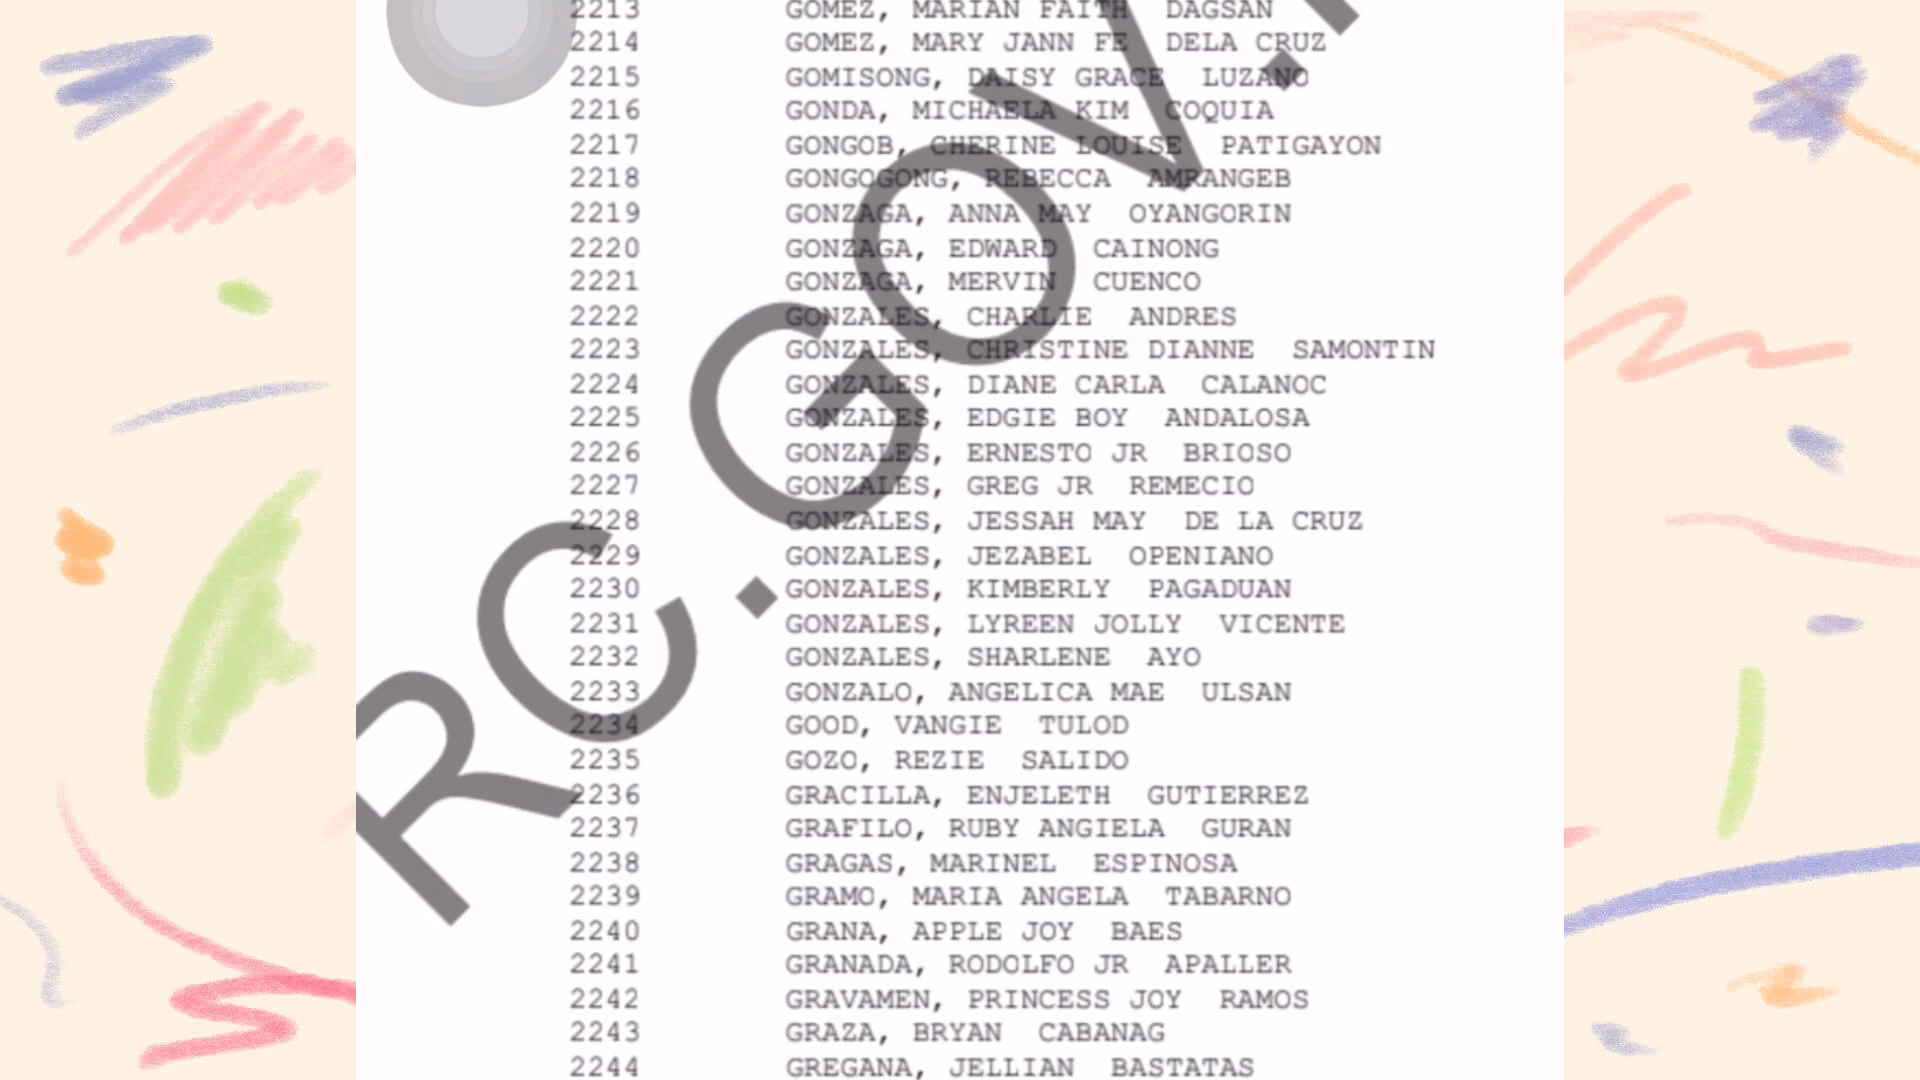 2213 GOMEZ, MARIAN FAITH DAGSAN
2214 GOMEZ, MARY JANN FE DELA CRUZ
2215 GOMISONG, DAISY GRACE LUZANO
2216 GONDA, MICHAELA KIM COQUIA
2217 GONGOB, CHERINE LOUISE PATIGAYON
2218 GONGOGONG, REBECCA AMRANGEB
2219 GONZAGA, ANNA MAY OYANGORIN
2220 GONZAGA, EDWARD CAINONG
2221 GONZAGA, MERVIN CUENCO
2222 GONZALES, CHARLIE ANDRES
2223 GONZALES, CHRISTINE DIANNE SAMONTIN
2224 GONZALES, DIANE CARLA CALANOC
2225 GONZALES, EDGIE BOY ANDALOSA
2226 GONZALES, ERNESTO JR BRIOSO
2227 GONZALES, GREG JR REMECIO
2228 GONZALES, JESSAH MAY DE LA CRUZ
2229 GONZALES, JEZABEL OPENIANO
2230 GONZALES, KIMBERLY PAGADUAN
2231 GONZALES, LYREEN JOLLY VICENTE
2232 GONZALES, SHARLENE AYO
2233 GONZALO, ANGELICA MAE ULSAN
2234 GOOD, VANGIE TULOD
2235 GOZO, REZIE SALIDO
2236 GRACILLA, ENJELETH GUTIERREZ
2237 GRAFILO, RUBY ANGIELA GURAN
2238 GRAGAS, MARINEL ESPINOSA
2239 GRAMO, MARIA ANGELA TABARNO
2240 GRANA, APPLE JOY BAES
2241 GRANADA, RODOLFO JR APALLER
2242 GRAVAMEN, PRINCESS JOY RAMOS
2243 GRAZA, BRYAN CABANAG
2244 GREGANA, JELLIAN BASTATAS
RC.GOV.